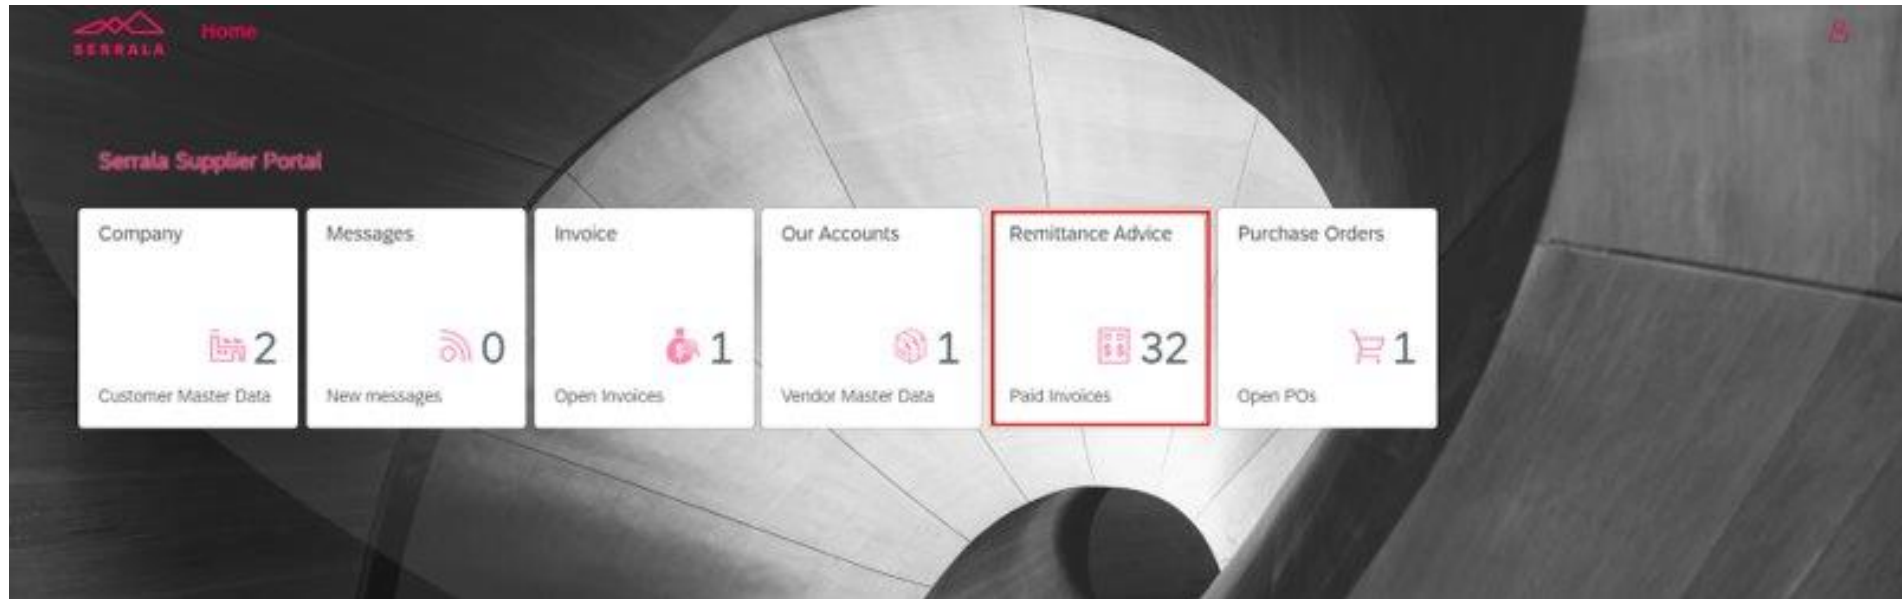 SERRALA
Home
Serrala Supplier Portal
Company
2
Customer Master Data
Messages
0
New messages
Invoice
1
Open Invoices
Our Accounts
1
Vendor Master Data
Remittance Advice
32
Paid Invoices
Purchase Orders
1
Open POs